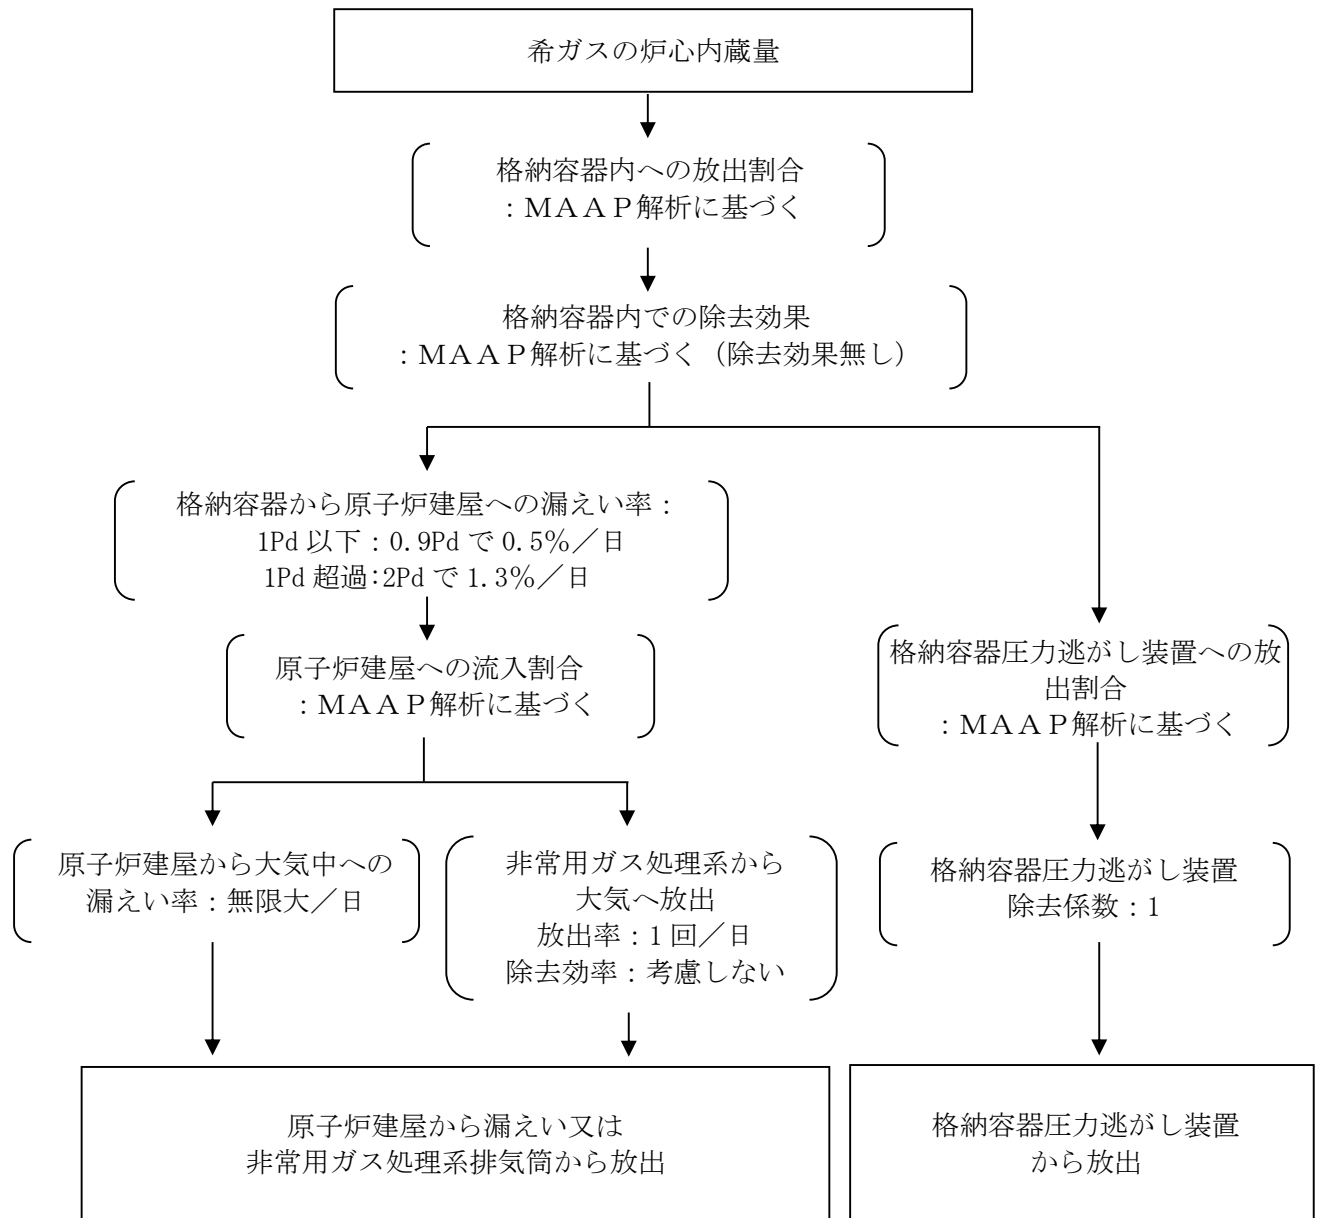 希ガスの炉心内蔵量
格納容器内への放出割合
：ＭＡＡＰ解析に基づく
格納容器内での除去効果
：ＭＡＡＰ解析に基づく（除去効果無し）
格納容器から原子炉建屋への漏えい率：
1Pd 以下：0.9Pd で 0.5％／日
1Pd 超過：2Pd で 1.3％／日
原子炉建屋への流入割合
：ＭＡＡＰ解析に基づく
格納容器圧力逃がし装置への放
出割合
：ＭＡＡＰ解析に基づく
原子炉建屋から大気中への
漏えい率：無限大／日
非常用ガス処理系から
大気へ放出
放出率：1 回／日
除去効率：考慮しない
格納容器圧力逃がし装置
除去係数：1
原子炉建屋から漏えい又は
非常用ガス処理系排気筒から放出
格納容器圧力逃がし装置
から放出